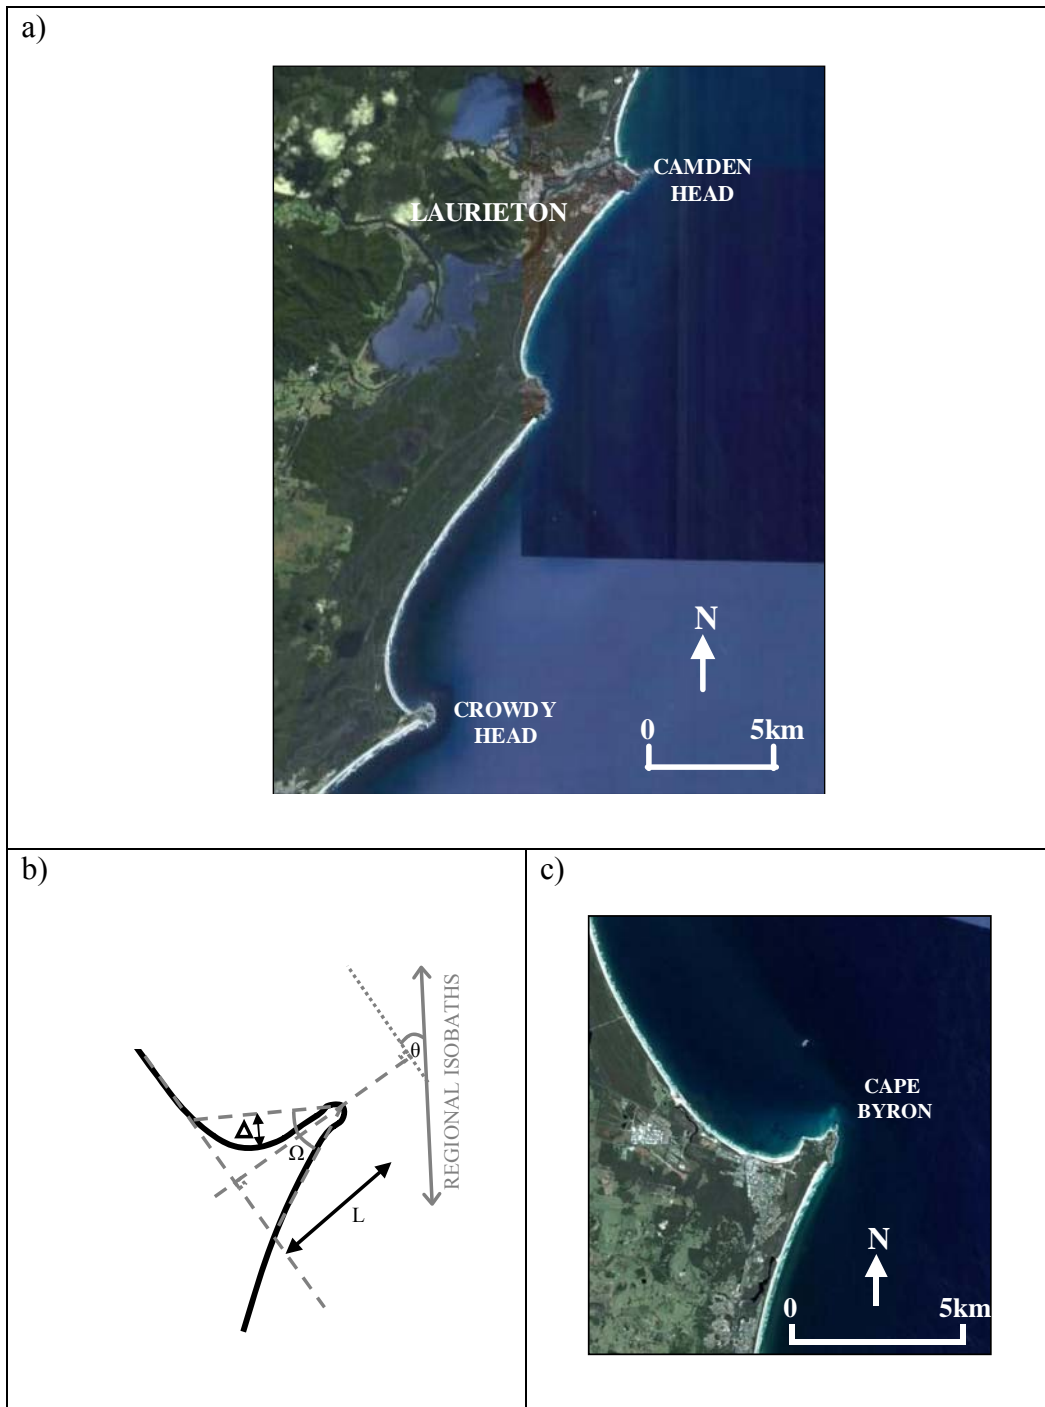 a)
CAMDEN
HEAD
LAURIETON
N
CROWDY
HEAD
0 5km
b)
θ
REGIONAL ISOBATHS
Δ
Ω
L
c)
CAPE
BYRON
N
0 5km